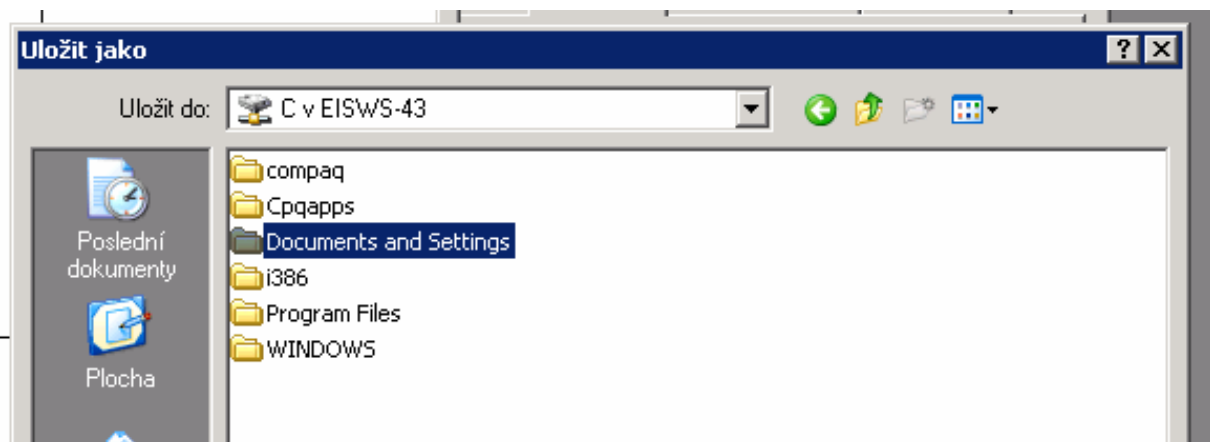 Uložit jako
Uložit do:
C v EISWS-43
Poslední
dokumenty
Plocha
compaq
Cpqapps
Documents and Settings
i386
Program Files
WINDOWS